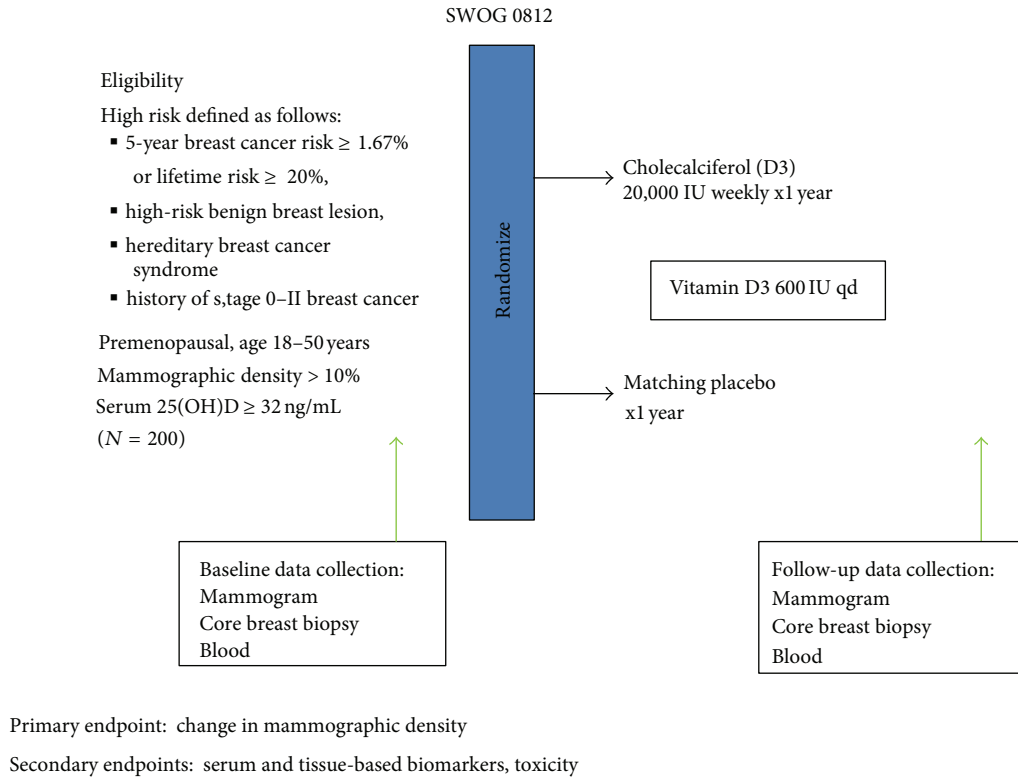 SWOG 0812
Eligibility
High risk defined as follows:
▪ 5-year breast cancer risk ≥ 1.67%
or lifetime risk ≥ 20%,
▪ high-risk benign breast lesion,
▪ hereditary breast cancer
syndrome
▪ history of s,tage 0–II breast cancer
Premenopausal, age 18–50 years
Mammographic density > 10%
Serum 25(OH)D ≥ 32 ng/mL
(N = 200)
Randomize
Cholecalciferol (D3)
20,000 IU weekly x1 year
Vitamin D3 600 IU qd
Matching placebo
x1 year
Baseline data collection:
Mammogram
Core breast biopsy
Blood
Follow-up data collection:
Mammogram
Core breast biopsy
Blood
Primary endpoint: change in mammographic density
Secondary endpoints: serum and tissue-based biomarkers, toxicity